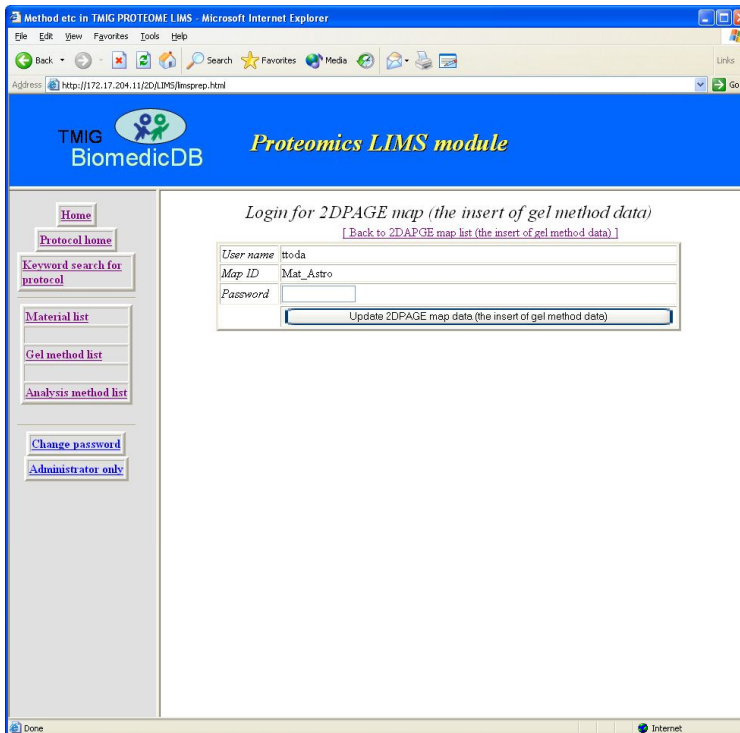 Method etc in TMIG PROTEOME LIMS - Microsoft Internet Explorer
File Edit View Favorites Tools Help
Back Search Favorites Media
Links
Address http://172.17.204.11/2D/LIMS/limsprep.html Go
TMIG
BiomedicDB
Proteomics LIMS module
Home
Protocol home
Keyword search for
protocol
Material list
Gel method list
Analysis method list
Change password
Administrator only
Login for 2DPAGE map (the insert of gel method data)
[ Back to 2DAPGE map list (the insert of gel method data) ]
User name ttoda
Map ID Mat_Astro
Password
Update 2DPAGE map data (the insert of gel method data)
Done Internet